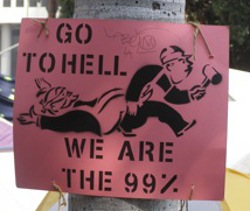 GO
TO HELL
WE ARE
THE 99%